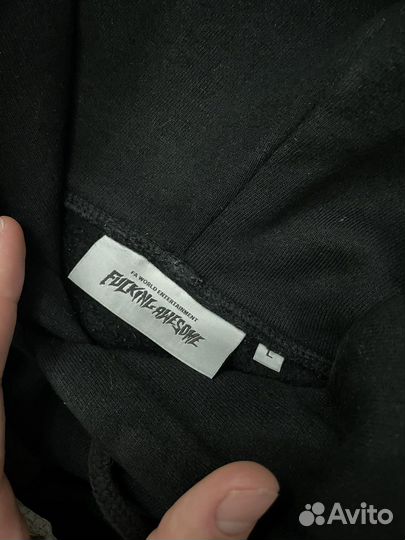 FA WORLD ENTERTAINMENT
FUCKING AWESOME
L
Avito